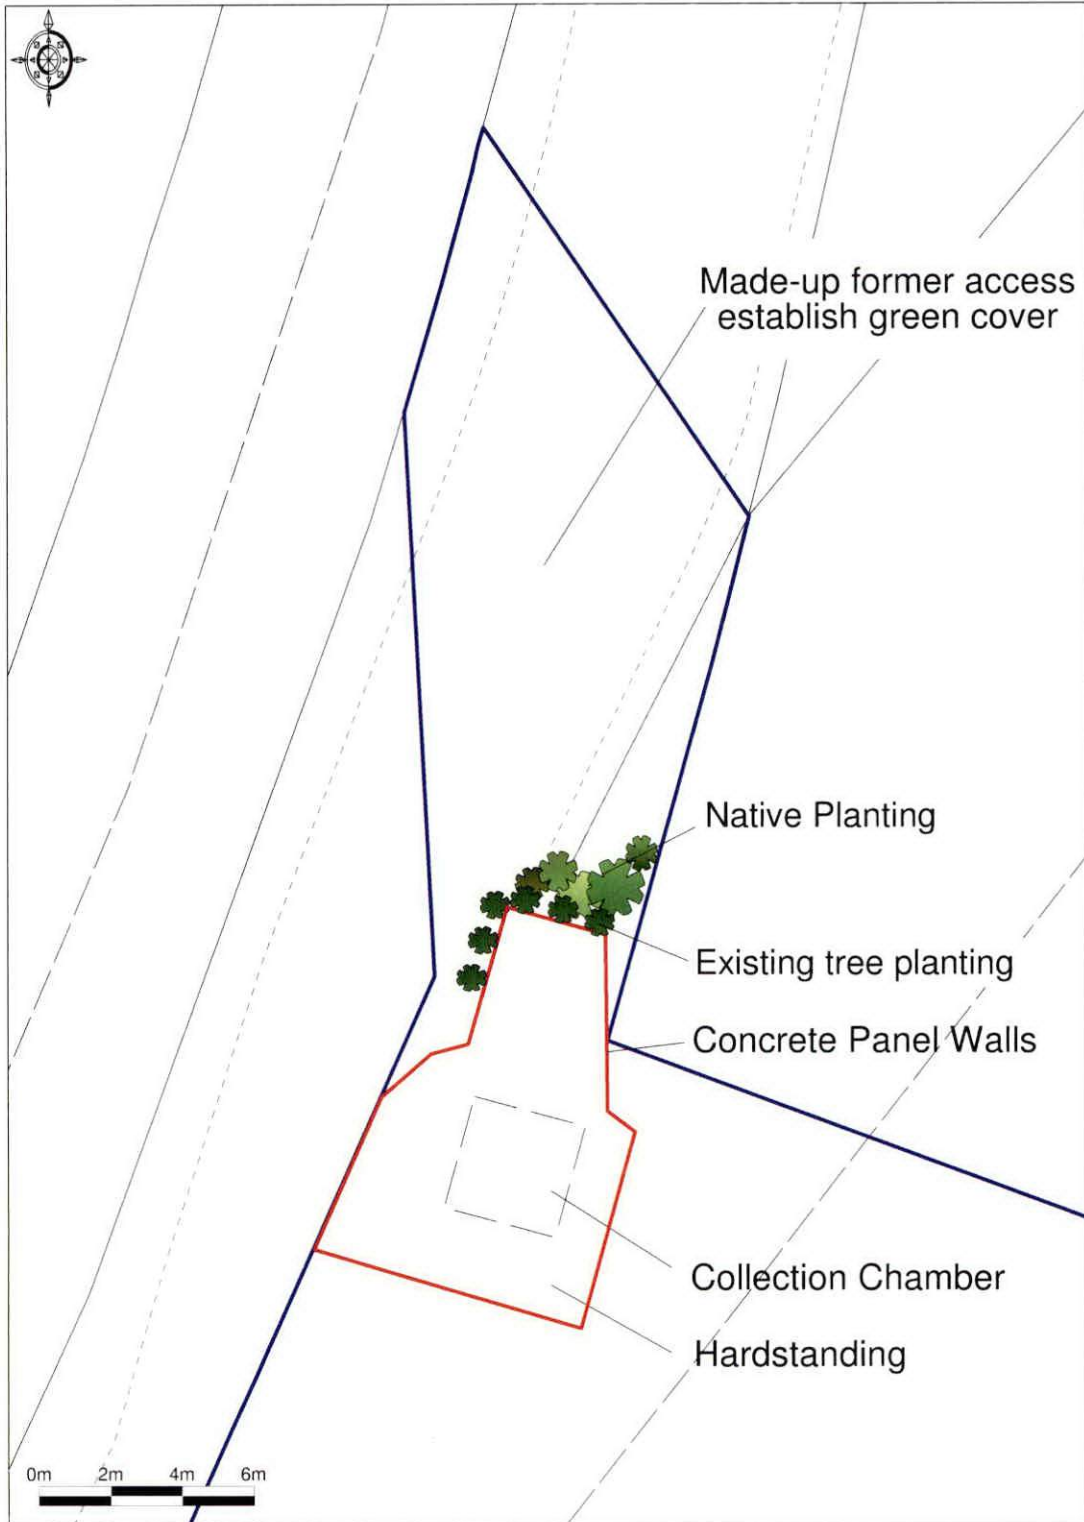 Made-up former access
establish green cover
Native Planting
Existing tree planting
Concrete Panel Walls
Collection Chamber
Hardstanding
0m 2m 4m 6m